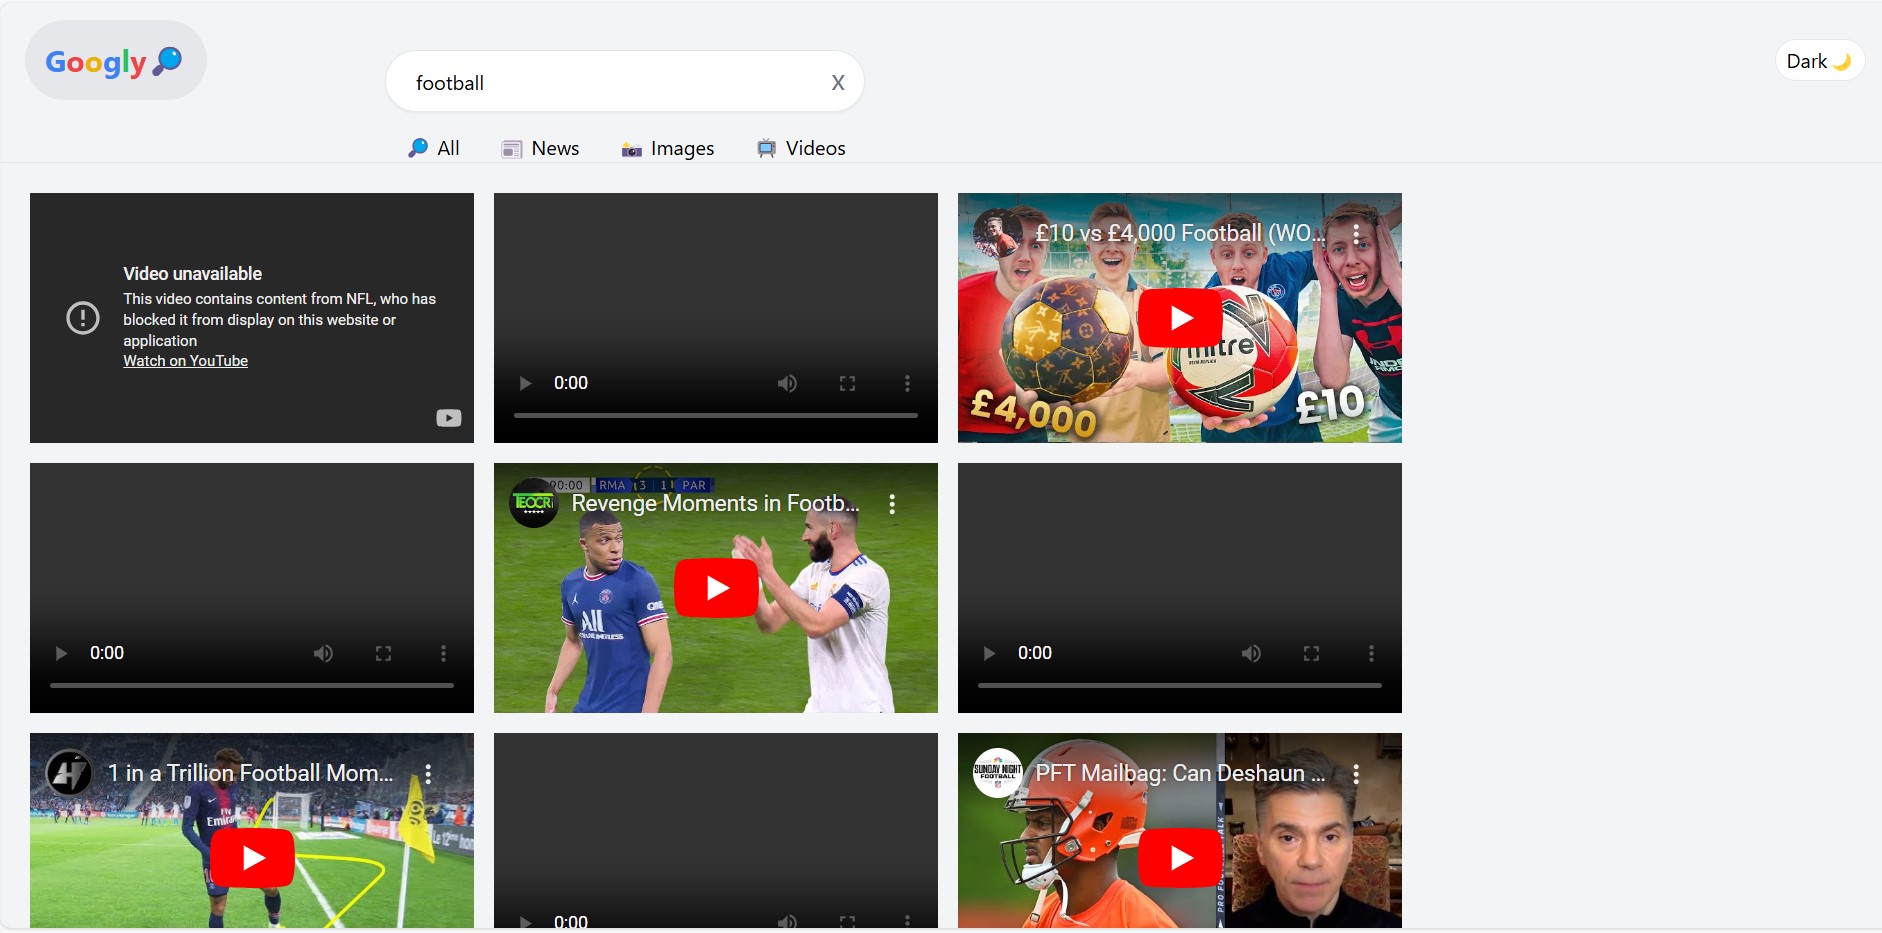 Googly
football
X
Dark
All
News
Images
Videos
Video unavailable
This video contains content from NFL, who has
blocked it from display on this website or
application
Watch on YouTube
0:00
£10 vs £4,000 Football (WO...
mitre
£4,000
£10
0:00
90:00 RMA 3 1 PAR
TEOCRI
Revenge Moments in Footb...
ALL
0:00
1 in a Trillion Football Mom...
0:00
SUNDAY NIGHT
FOOTBALL
PFT Mailbag: Can Deshaun ...